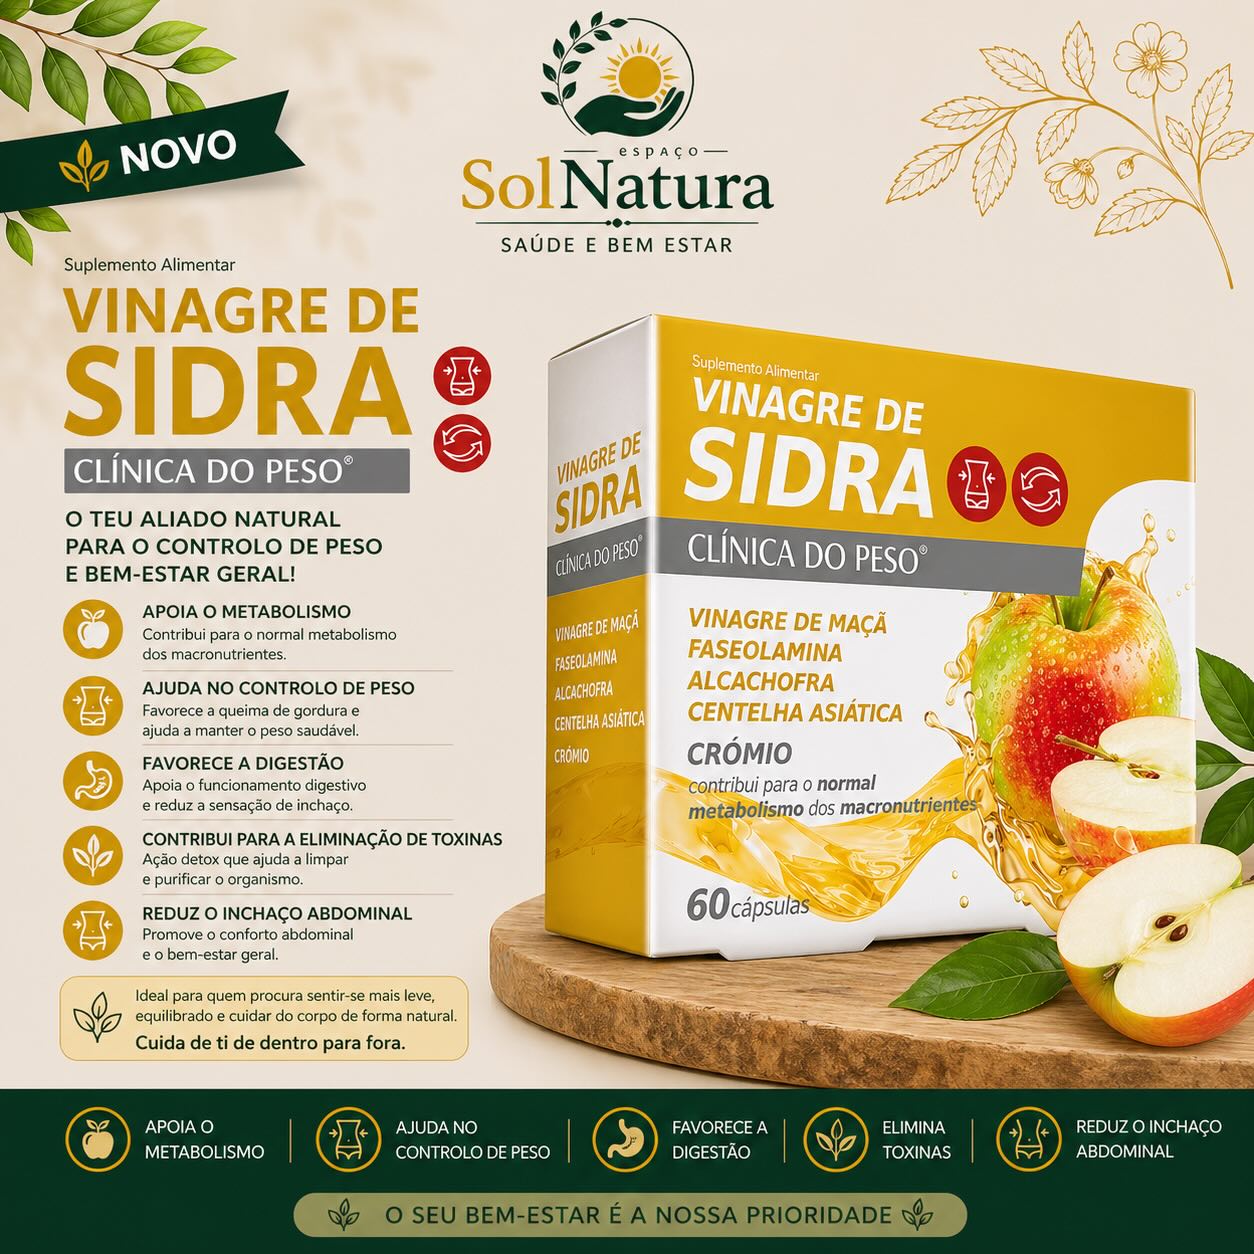 NOVO
ESPAÇO
SolNatura
SAÚDE E BEM ESTAR
Suplemento Alimentar
VINAGRE DE
SIDRA
CLÍNICA DO PESO®
O TEU ALIADO NATURAL
PARA O CONTROLO DE PESO
E BEM-ESTAR GERAL!
APOIA O METABOLISMO
Contribui para o normal metabolismo
dos macronutrientes.
AJUDA NO CONTROLO DE PESO
Favorece a queima de gordura e
ajuda a manter o peso saudável.
FAVORECE A DIGESTÃO
Apoia o funcionamento digestivo
e reduz a sensação de inchaço.
CONTRIBUI PARA A ELIMINAÇÃO DE TOXINAS
Ação detox que ajuda a limpar
e purificar o organismo.
REDUZ O INCHAÇO ABDOMINAL
Promove o conforto abdominal
e o bem-estar geral.
Ideal para quem procura sentir-se mais leve,
equilibrado e cuidar do corpo de forma natural.
Cuida de ti de dentro para fora.
VINAGRE DE
SIDRA
CLÍNICA DO PESO®
VINAGRE DE MAÇÃ
FASEOLAMINA
ALCACHOFRA
CENTELHA ASIÁTICA
CRÓMIO
Suplemento Alimentar
VINAGRE DE
SIDRA
CLÍNICA DO PESO®
VINAGRE DE MAÇÃ
FASEOLAMINA
ALCACHOFRA
CENTELHA ASIÁTICA
CRÓMIO
contribui para o normal
metabolismo dos macronutrientes
60 cápsulas
APOIA O
METABOLISMO
AJUDA NO
CONTROLO DE PESO
FAVORECE A
DIGESTÃO
ELIMINA
TOXINAS
REDUZ O INCHAÇO
ABDOMINAL
O SEU BEM-ESTAR É A NOSSA PRIORIDADE